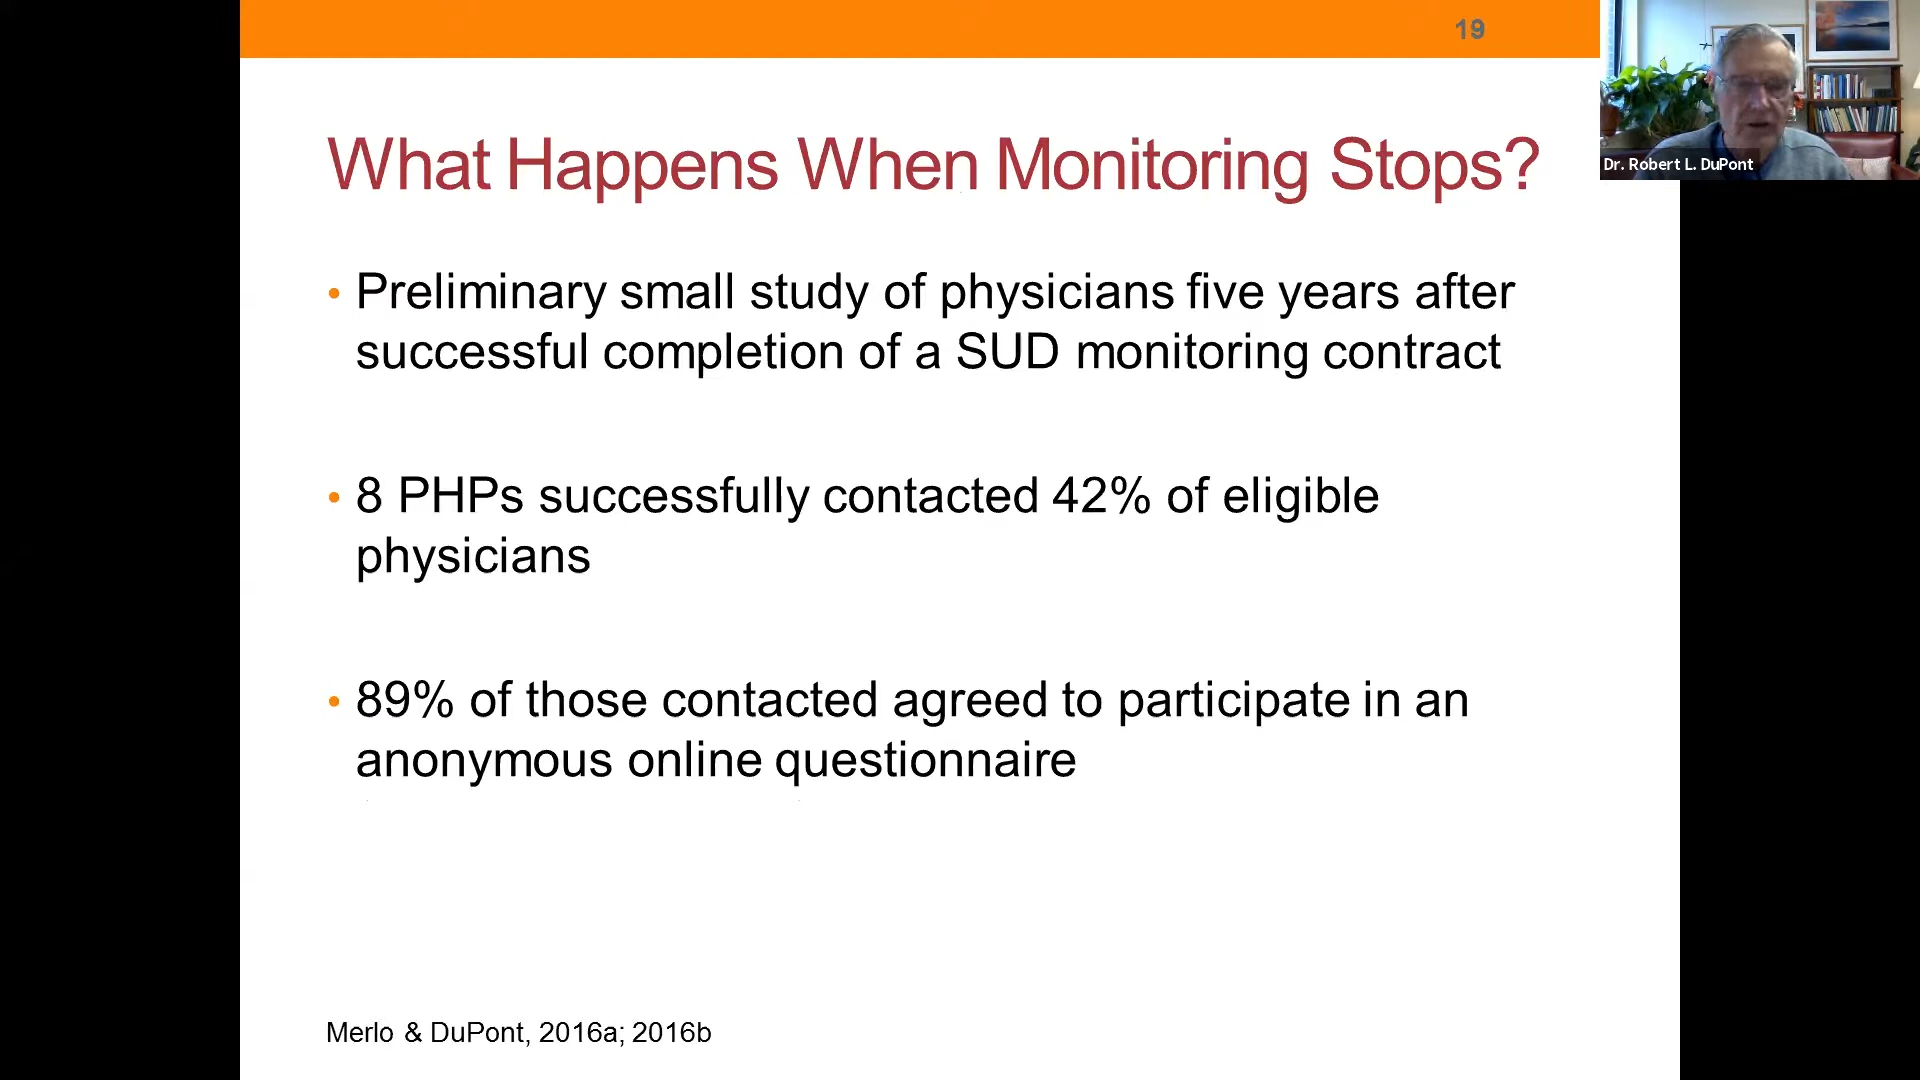 19
What Happens When Monitoring Stops?
• Preliminary small study of physicians five years after
successful completion of a SUD monitoring contract
• 8 PHPs successfully contacted 42% of eligible
physicians
• 89% of those contacted agreed to participate in an
anonymous online questionnaire
Merlo & DuPont, 2016a; 2016b
Dr. Robert L. DuPont